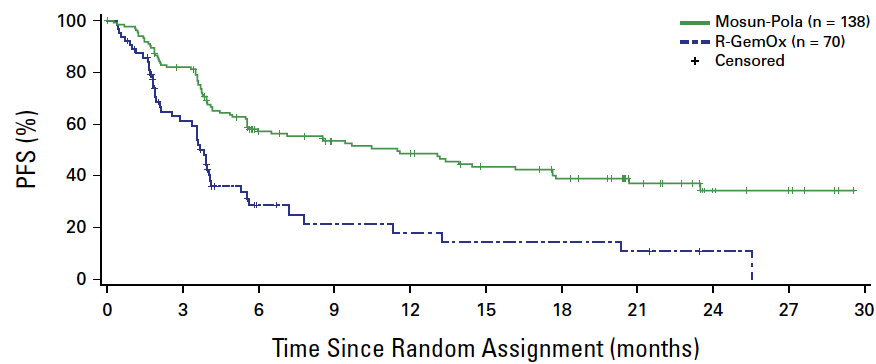 Mosun-Pola (n = 138)
R-GemOx (n = 70)
Censored
PFS (%)
100
80
60
40
20
0
0 3 6 9 12 15 18 21 24 27 30
Time Since Random Assignment (months)